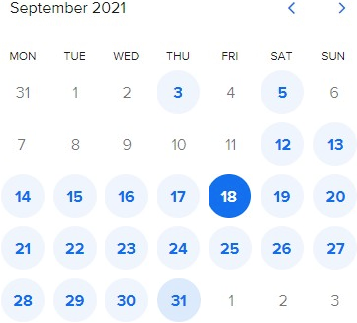 September 2021
MON TUE WED THU FRI SAT SUN
31 1 2 3 4 5 6
7 8 9 10 11 12 13
14 15 16 17 18 19 20
21 22 23 24 25 26 27
28 29 30 31 1 2 3